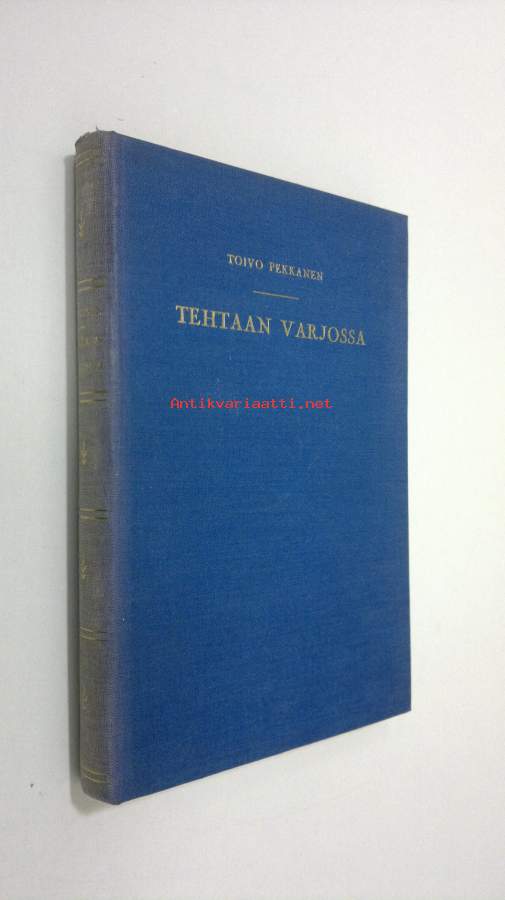 TOIVO PEKKANEN
TEHTAAN VARJOSSA
Antikvariaatti.net